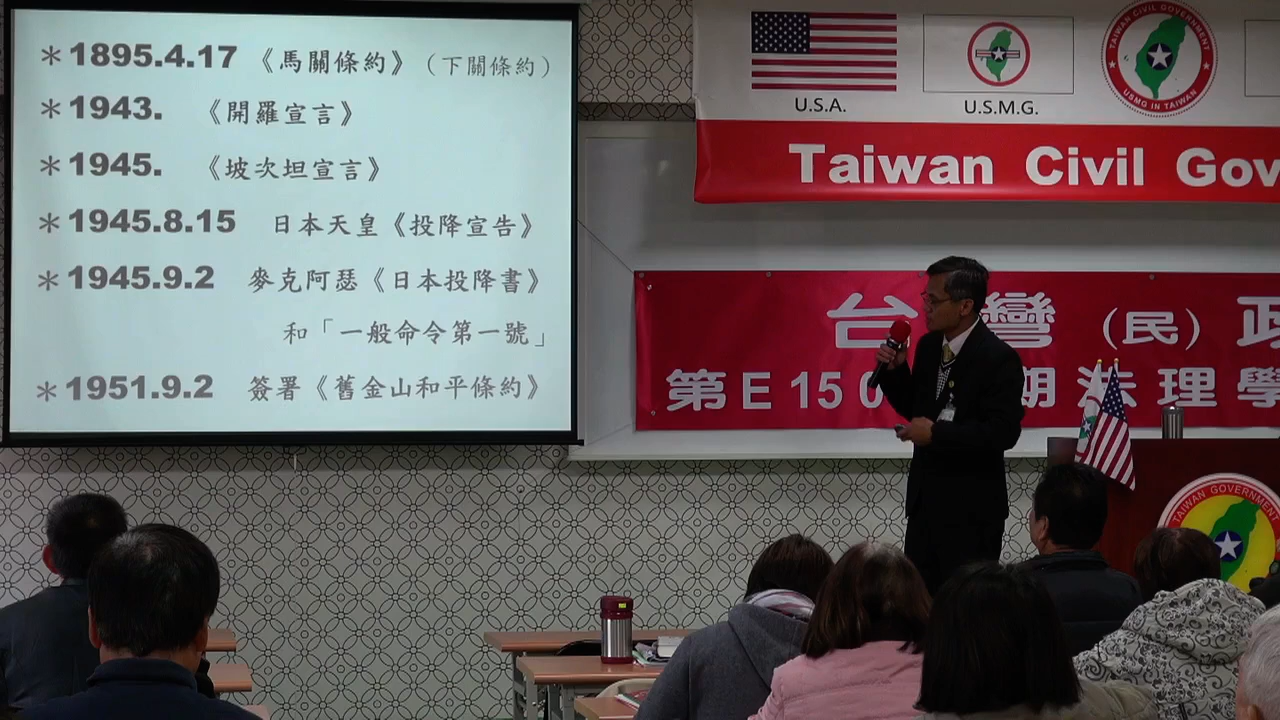 ＊1895.4.17 《馬關條約》（下關條約）
＊1943. 《開羅宣言》
＊1945. 《坡次坦宣言》
＊1945.8.15 日本天皇《投降宣告》
＊1945.9.2 麥克阿瑟《日本投降書》
和「一般命令第一號」
＊1951.9.2 簽署《舊金山和平條約》
U.S.A.
U.S.M.G.
TAIWAN CIVIL GOVERNMENT
USMG IN TAIWAN
Taiwan Civil Gov
台灣（民）政
第E150 期法理學
TAIWAN GOVERNMENT